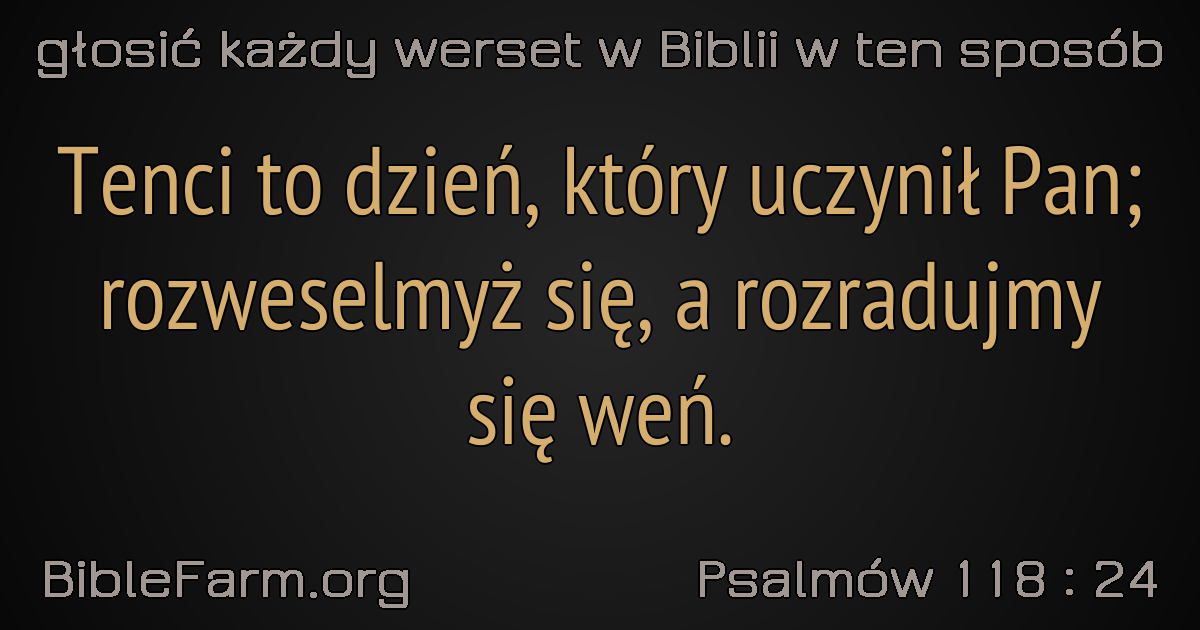 głosić każdy werset w Biblii w ten sposób
Tenci to dzień, który uczynił Pan;
rozweselmyż się, a rozradujmy
się weń.
BibleFarm.org
Psalmów 118 : 24